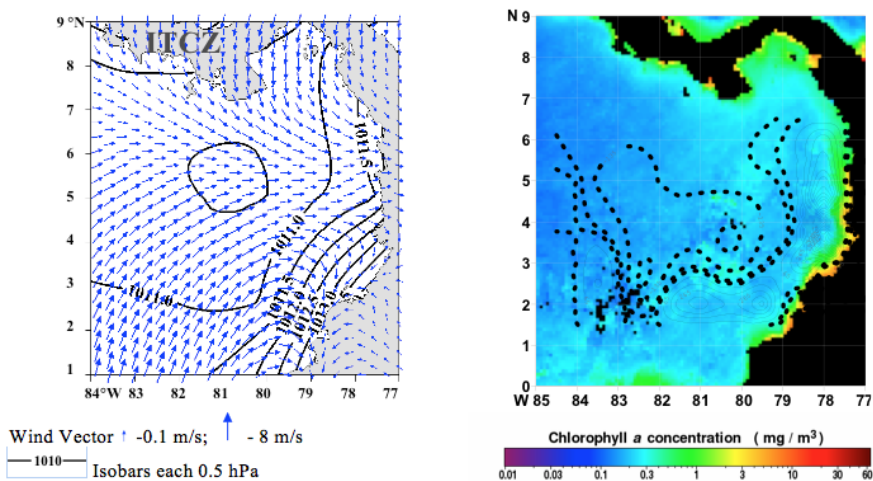 9 °N
ITCZ
8
7
6
5
4
3
2
1
1011.5
1011.0
1011.0
1011.5
1012.0
1012.5
1013.0
84°W 83 82 81 80 79 78 77
Wind Vector ↑ -0.1 m/s; ↑ - 8 m/s
1010 Isobars each 0.5 hPa
N 9
8
7
6
5
4
3
2
1
0
W 85 84 83 82 81 80 79 78 77
Chlorophyll a concentration ( mg / m³ )
0.01 0.03 0.1 0.3 1 3 10 30 60